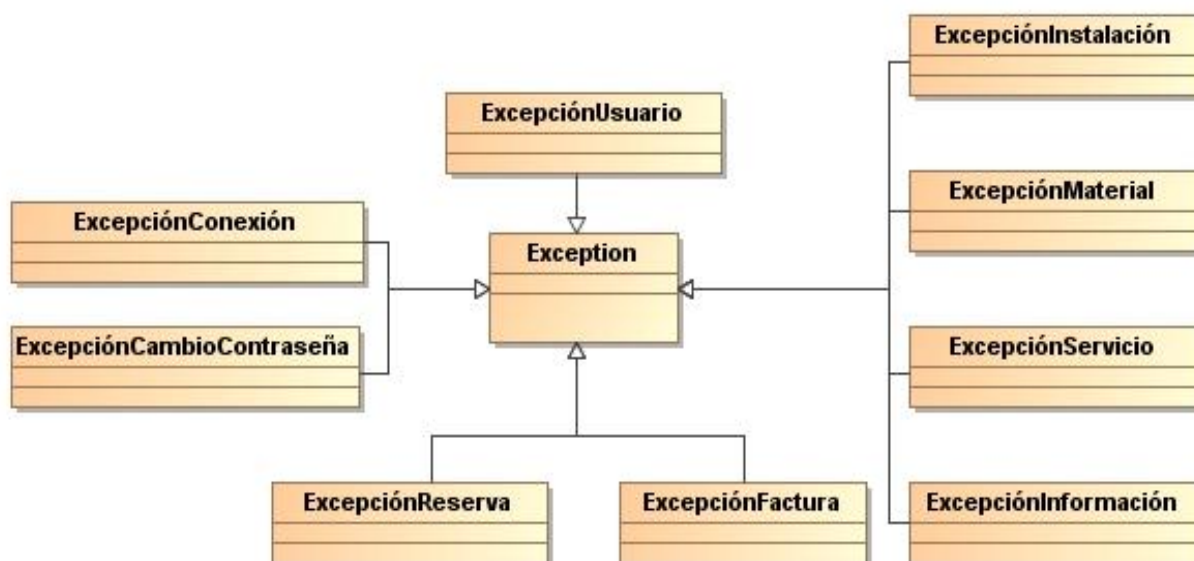 ExcepciónInstalación
ExcepciónUsuario
ExcepciónMaterial
ExcepciónConexión
Exception
ExcepciónCambioContraseña
ExcepciónServicio
ExcepciónReserva
ExcepciónFactura
ExcepciónInformación